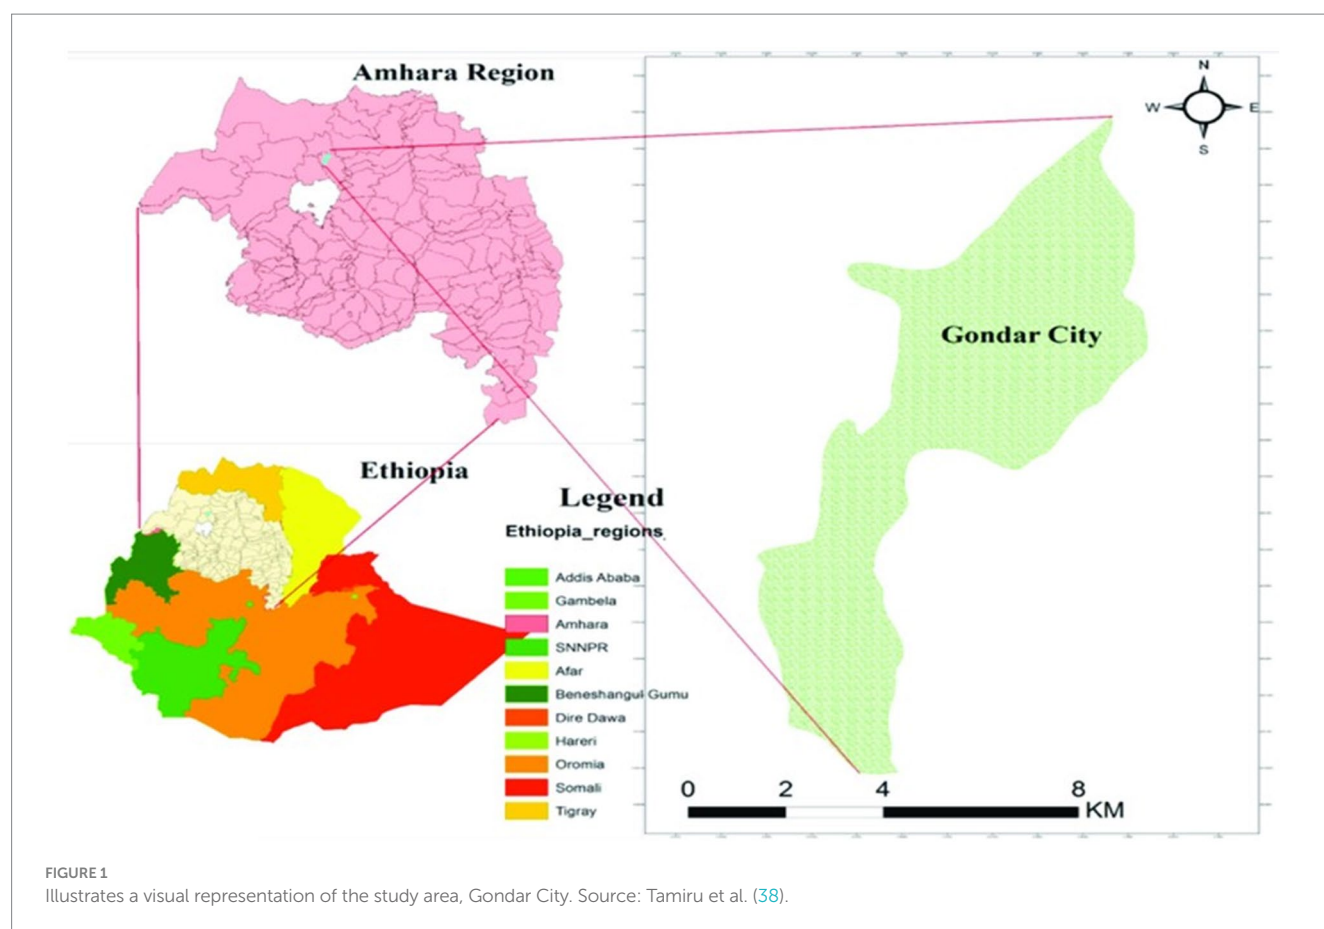 Amhara Region
N
W
E
S
Gondar City
Ethiopia
Legend
Ethiopia_regions
Addis Ababa
Gambela
Amhara
SNNPR
Afar
Beneshangul Gumu
Dire Dawa
Hareri
Oromia
Somali
Tigray
0 2 4 8
KM
FIGURE 1
Illustrates a visual representation of the study area, Gondar City. Source: Tamiru et al. (38).